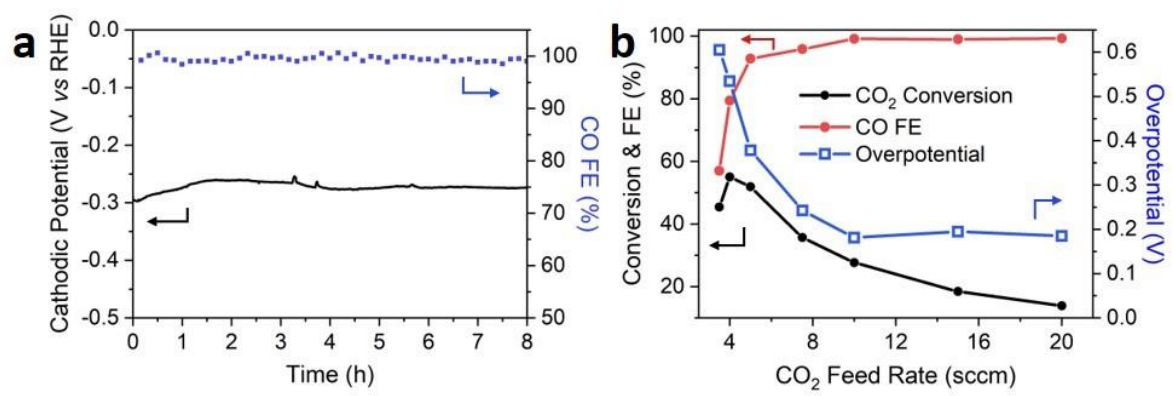 a
0.0
-0.1
-0.2
-0.3
-0.4
-0.5
Cathodic Potential (V vs RHE)
0 1 2 3 4 5 6 7 8
Time (h)
100
90
80
70
60
50
CO FE (%)
b
100
80
60
40
20
Conversion & FE (%)
CO₂ Conversion
CO FE
Overpotential
4 8 12 16 20
CO₂ Feed Rate (sccm)
0.6
0.5
0.4
0.3
0.2
0.1
0.0
Overpotential (V)